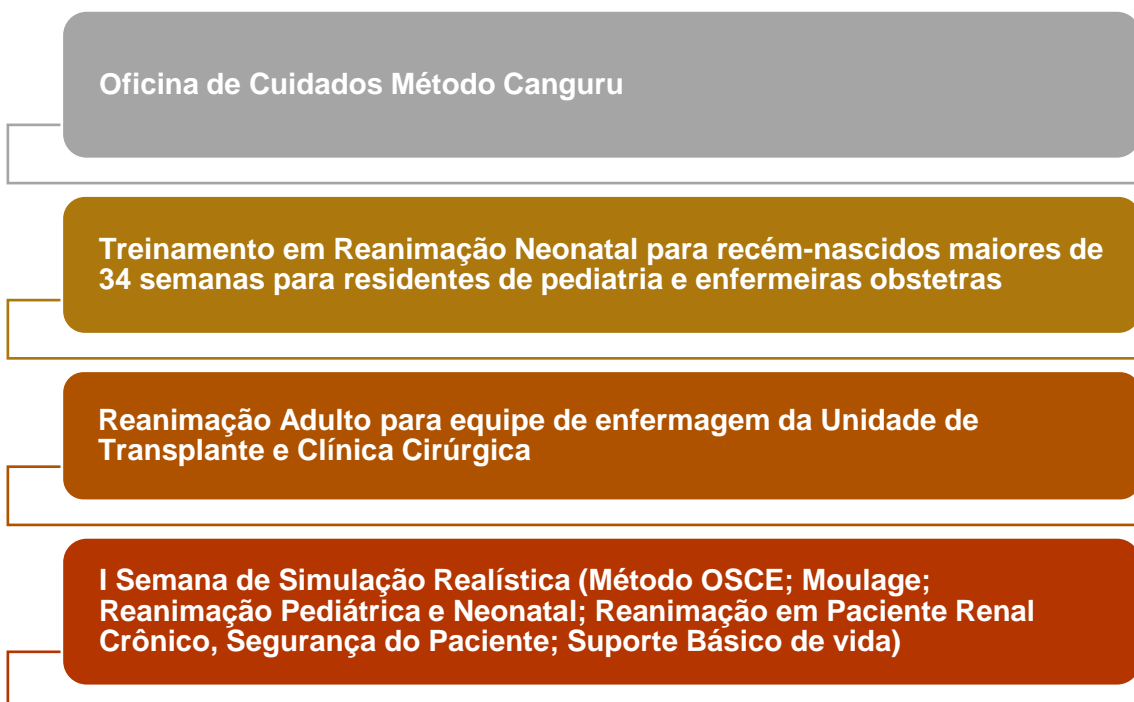 Oficina de Cuidados Método Canguru
Treinamento em Reanimação Neonatal para recém-nascidos maiores de
34 semanas para residentes de pediatria e enfermeiras obstetras
Reanimação Adulto para equipe de enfermagem da Unidade de
Transplante e Clínica Cirúrgica
I Semana de Simulação Realística (Método OSCE; Moulage;
Reanimação Pediátrica e Neonatal; Reanimação em Paciente Renal
Crônico, Segurança do Paciente; Suporte Básico de vida)